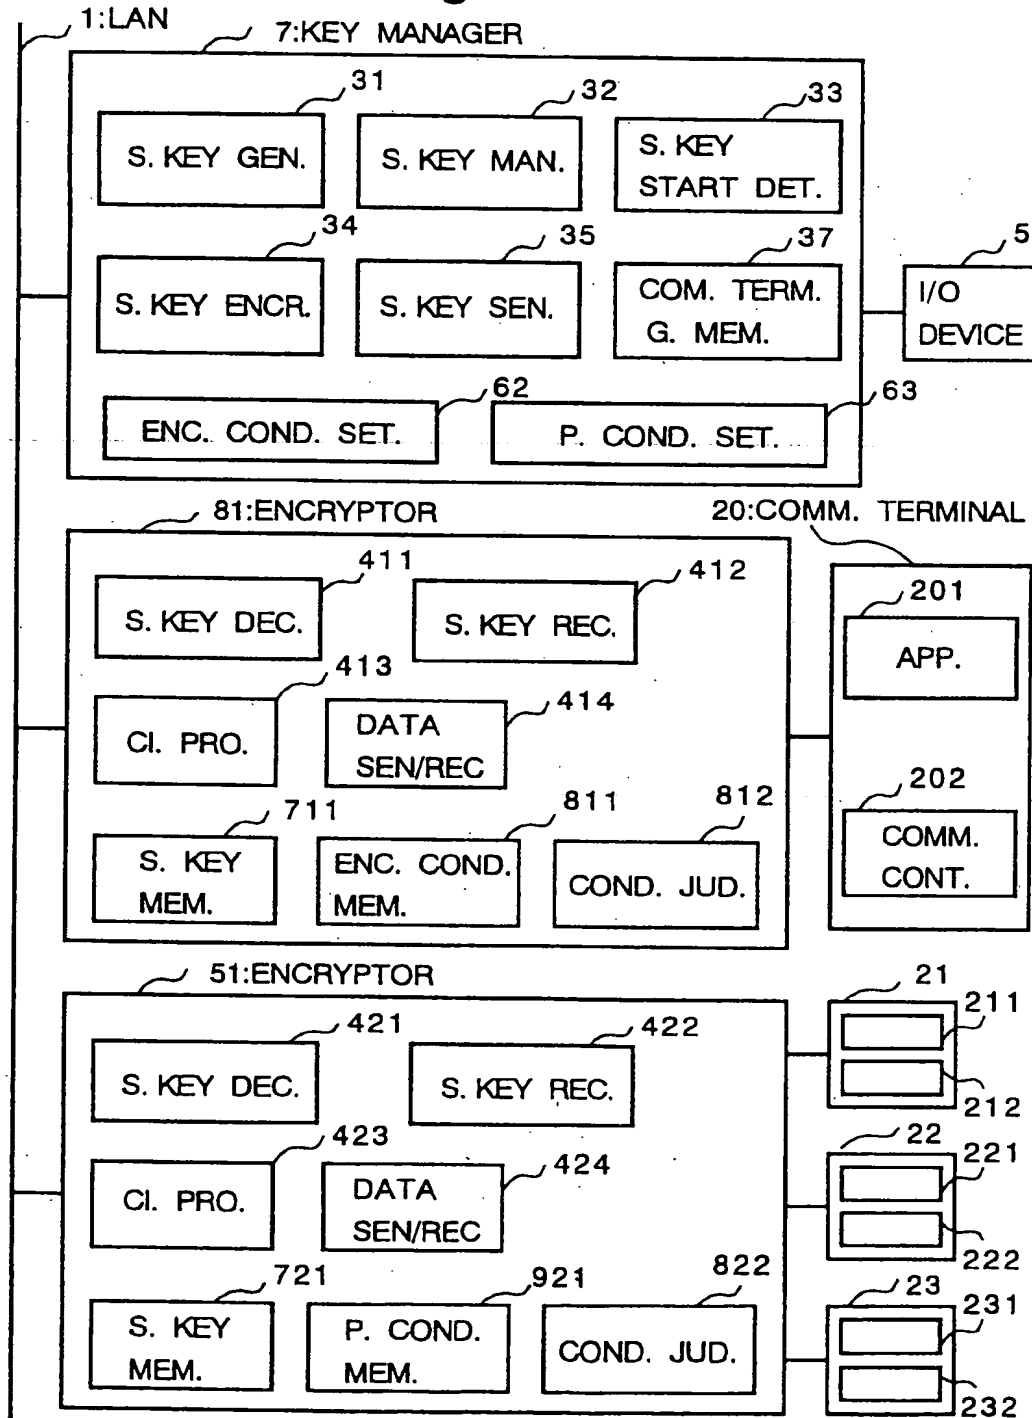 1:LAN
7:KEY MANAGER
31
32
33
S. KEY GEN.
S. KEY MAN.
S. KEY
START DET.
34
35
37
5
S. KEY ENCR.
S. KEY SEN.
COM. TERM.
G. MEM.
I/O
DEVICE
62
63
ENC. COND. SET.
P. COND. SET.
81:ENCRYPTOR
20:COMM. TERMINAL
411
412
201
S. KEY DEC.
S. KEY REC.
APP.
413
414
CI. PRO.
DATA
SEN/REC
711
811
812
202
S. KEY
MEM.
ENC. COND.
MEM.
COND. JUD.
COMM.
CONT.
51:ENCRYPTOR
21
211
421
422
S. KEY DEC.
S. KEY REC.
212
423
424
22
221
CI. PRO.
DATA
SEN/REC
222
721
921
822
23
231
S. KEY
MEM.
P. COND.
MEM.
COND. JUD.
232